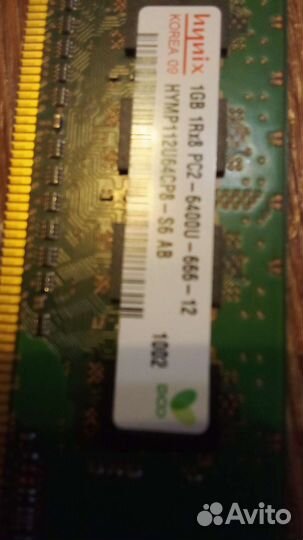 hynix
KOREA 09
1GB 1Rx8 PC2-6400U-666-12
HYMP112U64CP8-S6 AB
1002
Avito